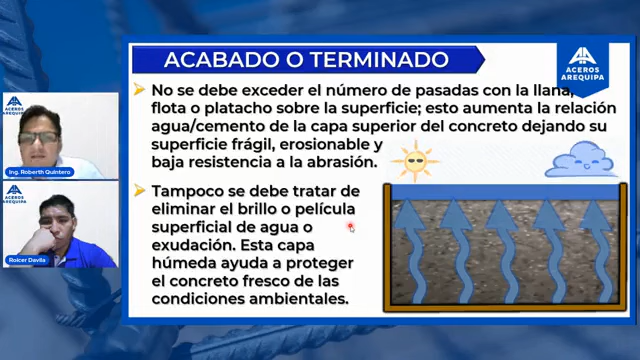 ACABADO O TERMINADO
ACEROS
AREQUIPA
No se debe exceder el número de pasadas con la llana,
flota o platacho sobre la superficie; esto aumenta la relación
agua/cemento de la capa superior del concreto dejando su
superficie frágil, erosionable y
baja resistencia a la abrasión.
Tampoco se debe tratar de
eliminar el brillo o película
superficial de agua o
exudación. Esta capa
húmeda ayuda a proteger
el concreto fresco de las
condiciones ambientales.
ACEROS
AREQUIPA
Ing. Roberth Quintero
ACEROS
AREQUIPA
Roicer Davila